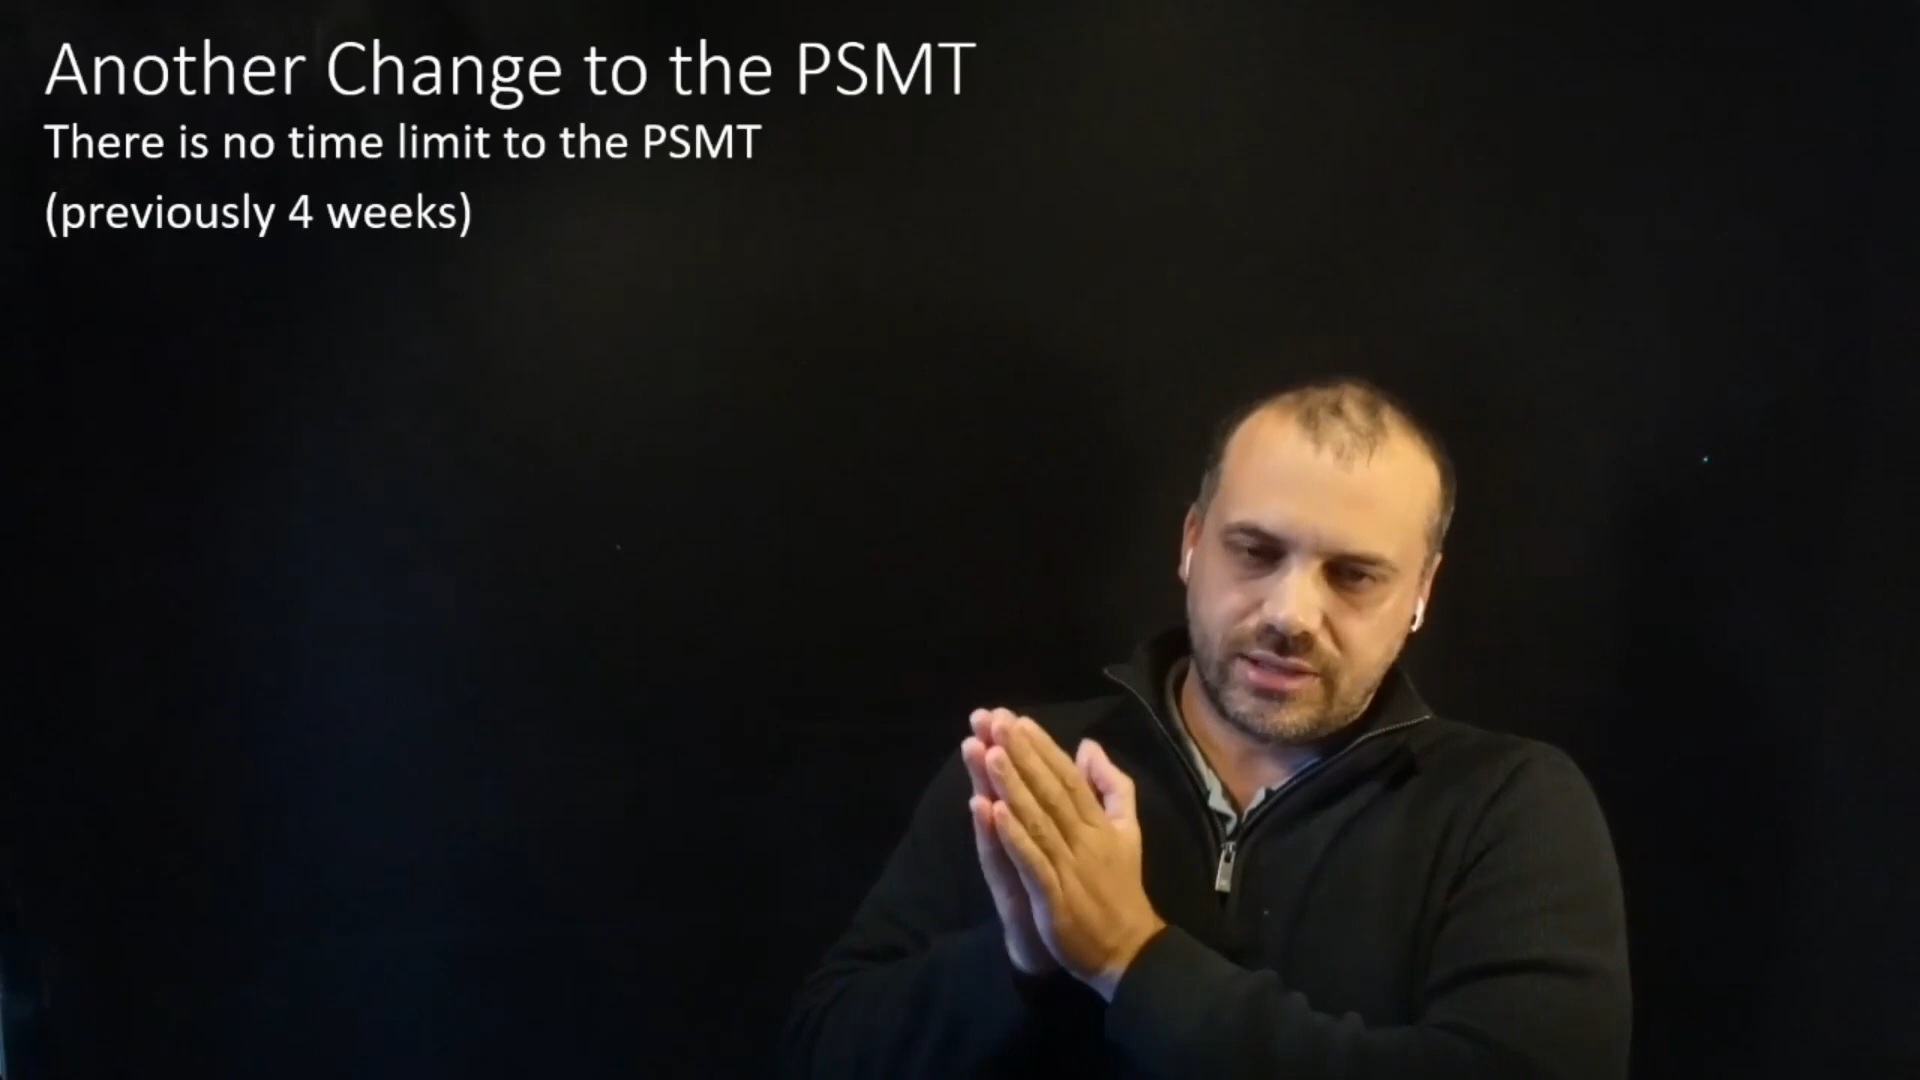 Another Change to the PSMT
There is no time limit to the PSMT
(previously 4 weeks)